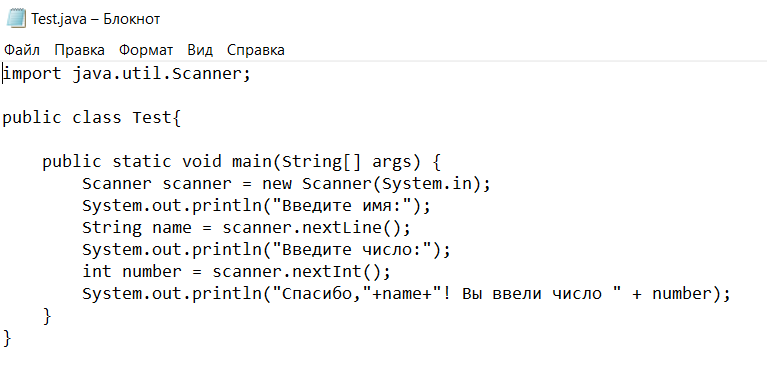 Test.java – Блокнот
Файл Правка Формат Вид Справка
import java.util.Scanner;
public class Test{
public static void main(String[] args) {
Scanner scanner = new Scanner(System.in);
System.out.println("Введите имя:");
String name = scanner.nextLine();
System.out.println("Введите число:");
int number = scanner.nextInt();
System.out.println("Спасибо,"+name+"! Вы ввели число " + number);
}
}